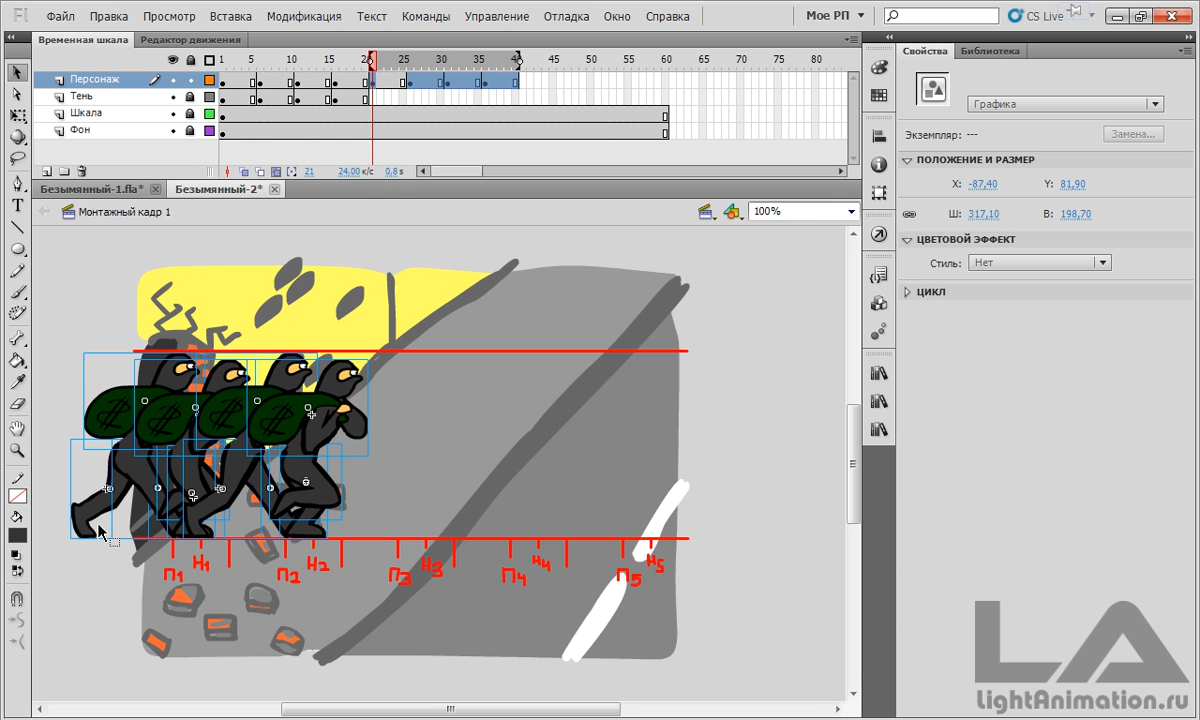 Fl Файл Правка Просмотр Вставка Модификация Текст Команды Управление Отладка Окно Справка Мое РП CS Live
Временная шкала Редактор движения
1 5 10 15 20 25 30 35 40 45 50 55 60 65 70 75 80
Персонаж
Тень
Шкала
Фон
21 24,00 к/с 0,8 s
Безымянный-1.fla* Безымянный-2*
Монтажный кадр 1 100%
П1 Н1 П2 Н2 П3 Н3 П4 Н4 П5 Н5
Свойства Библиотека
Графика
Экземпляр: --- Замена...
ПОЛОЖЕНИЕ И РАЗМЕР
X: -87,40 Y: 81,90
Ш: 317,10 В: 198,70
ЦВЕТОВОЙ ЭФФЕКТ
Стиль: Нет
ЦИКЛ
LA
LightAnimation.ru